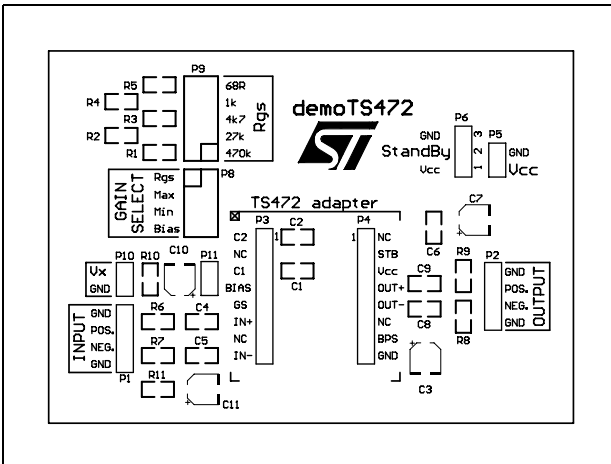 P9
R5
68R
R4
1k
R3
4k7
R2
27k
R1
470k
Rgs
demoTS472
ST
P6
P5
GND
3
StandBy
2
GND
Vcc
1
Vcc
P8
GAIN
SELECT
Rgs
Max
Min
Bias
TS472 adapter
P3
C2
P4
C7
C2
1
NC
NC
STB
C6
C1
C1
Vcc
BIAS
OUT+
GS
OUT-
IN+
NC
NC
BPS
IN-
GND
Vx
GND
P10
R10
C10
P11
INPUT
GND
POS.
NEG.
GND
P1
R6
C4
R7
C5
R11
C11
C9
C8
C3
R9
R8
P2
GND
POS.
NEG.
GND
OUTPUT